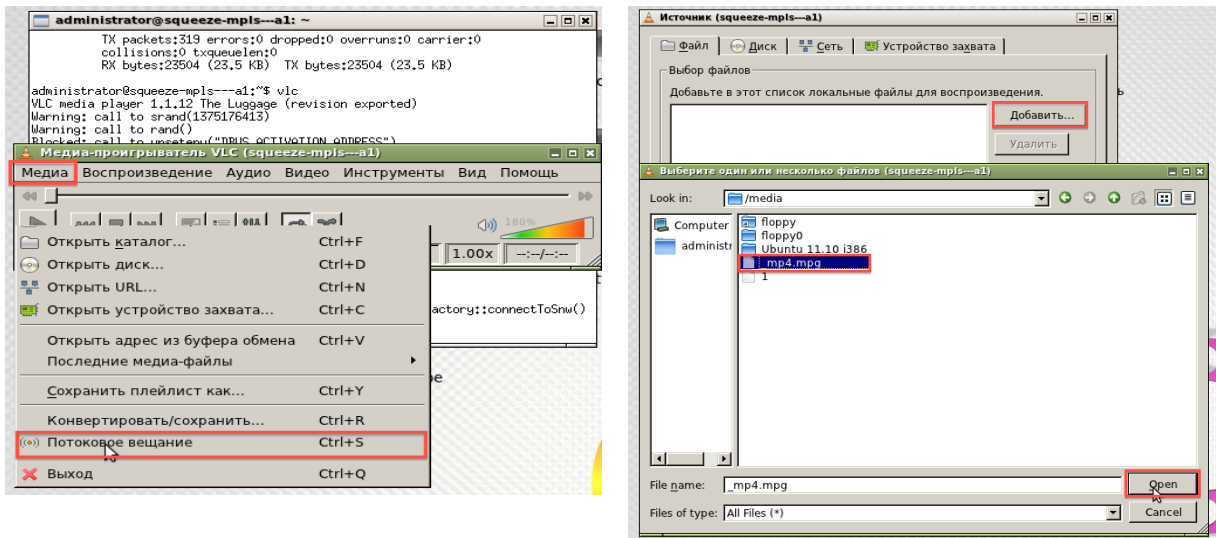 administrator@squeeze-mpls---a1: ~
TX packets:319 errors:0 dropped:0 overruns:0 carrier:0
collisions:0 txqueuelen:0
RX bytes:23504 (23.5 KB)  TX bytes:23504 (23.5 KB)
administrator@squeeze-mpls---a1:~$ vlc
VLC media player 1.1.12 The Luggage (revision exported)
Warning: call to srand(1375176413)
Warning: call to rand()
Blocked: call to unsetenv("DBUS_ACTIVATION_ADDRESS")
Медиа-проигрыватель VLC (squeeze-mpls---a1)
Медиа Воспроизведение Аудио Видео Инструменты Вид Помощь
180%
1.00x --:--/--:--
Открыть каталог... Ctrl+F
Открыть диск... Ctrl+D
Открыть URL... Ctrl+N
Открыть устройство захвата... Ctrl+C
actory::connectToSnw()
Открыть адрес из буфера обмена Ctrl+V
Последние медиа-файлы
Сохранить плейлист как... Ctrl+Y
Конвертировать/сохранить... Ctrl+R
Потоковое вещание Ctrl+S
Выход Ctrl+Q
Источник (squeeze-mpls---a1)
Файл Диск Сеть Устройство захвата
Выбор файлов
Добавьте в этот список локальные файлы для воспроизведения.
Добавить...
Удалить
Выберите один или несколько файлов (squeeze-mpls---a1)
Look in: /media
Computer
administr
floppy
floppy0
Ubuntu 11.10 i386
_mp4.mpg
1
File name: _mp4.mpg Open
Files of type: All Files (*) Cancel